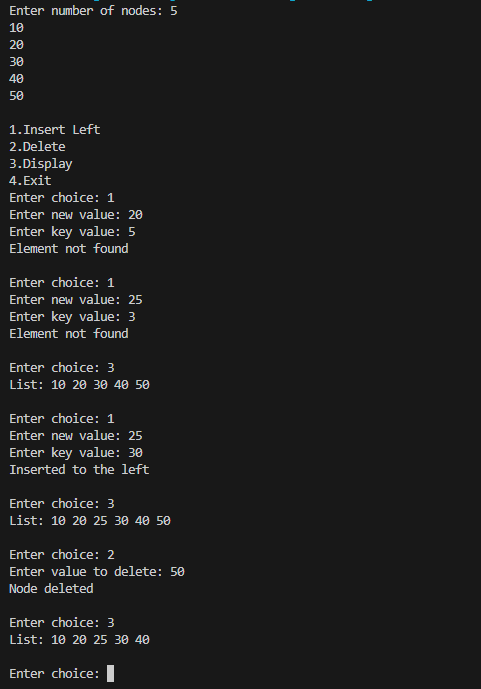 Enter number of nodes: 5
10
20
30
40
50
1.Insert Left
2.Delete
3.Display
4.Exit
Enter choice: 1
Enter new value: 20
Enter key value: 5
Element not found
Enter choice: 1
Enter new value: 25
Enter key value: 3
Element not found
Enter choice: 3
List: 10 20 30 40 50
Enter choice: 1
Enter new value: 25
Enter key value: 30
Inserted to the left
Enter choice: 3
List: 10 20 25 30 40 50
Enter choice: 2
Enter value to delete: 50
Node deleted
Enter choice: 3
List: 10 20 25 30 40
Enter choice: